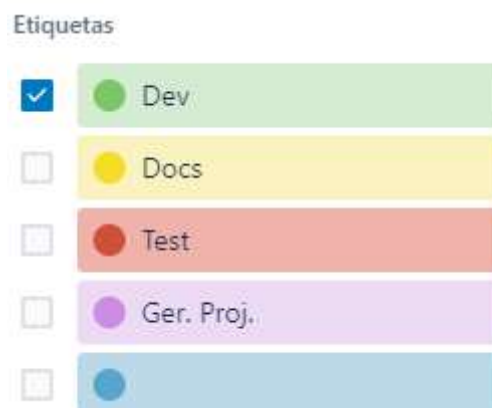 Etiquetas
Dev
Docs
Test
Ger. Proj.